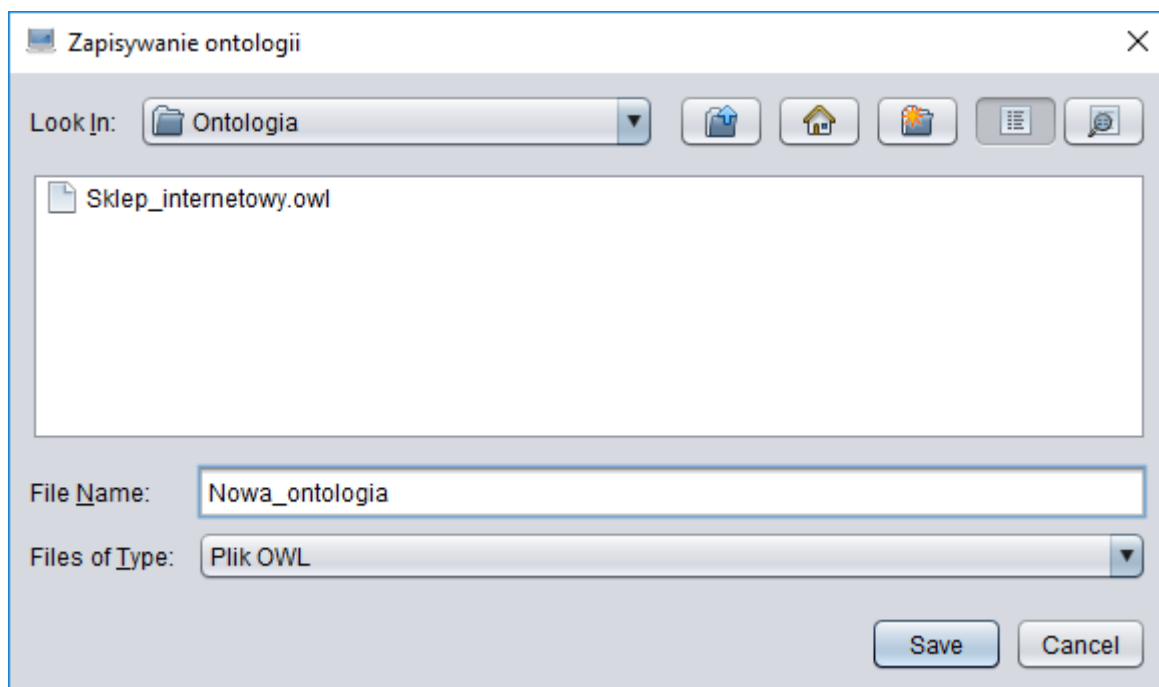 Zapisywanie ontologii
Look In: Ontologia
Sklep_internetowy.owl
File Name: Nowa_ontologia
Files of Type: Plik OWL
Save Cancel